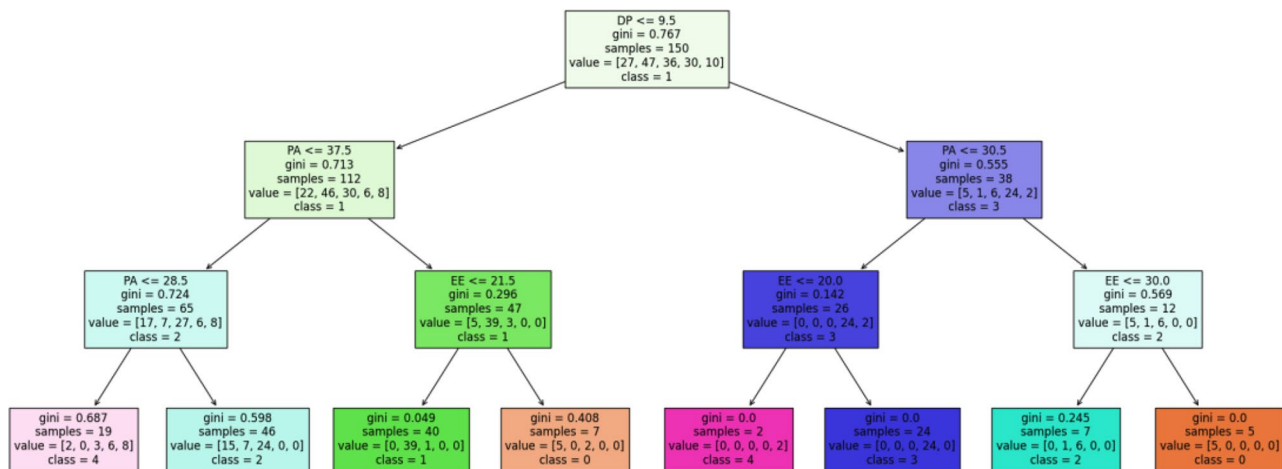 DP <= 9.5
gini = 0.767
samples = 150
value = [27, 47, 36, 30, 10]
class = 1
PA <= 37.5
gini = 0.713
samples = 112
value = [22, 46, 30, 6, 8]
class = 1
PA <= 30.5
gini = 0.555
samples = 38
value = [5, 1, 6, 24, 2]
class = 3
PA <= 28.5
gini = 0.724
samples = 65
value = [17, 7, 27, 6, 8]
class = 2
EE <= 21.5
gini = 0.296
samples = 47
value = [5, 39, 3, 0, 0]
class = 1
EE <= 20.0
gini = 0.142
samples = 26
value = [0, 0, 0, 24, 2]
class = 3
EE <= 30.0
gini = 0.569
samples = 12
value = [5, 1, 6, 0, 0]
class = 2
gini = 0.687
samples = 19
value = [2, 0, 3, 6, 8]
class = 4
gini = 0.598
samples = 46
value = [15, 7, 24, 0, 0]
class = 2
gini = 0.049
samples = 40
value = [0, 39, 1, 0, 0]
class = 1
gini = 0.408
samples = 7
value = [5, 0, 2, 0, 0]
class = 0
gini = 0.0
samples = 2
value = [0, 0, 0, 0, 2]
class = 4
gini = 0.0
samples = 24
value = [0, 0, 0, 24, 0]
class = 3
gini = 0.245
samples = 7
value = [0, 1, 6, 0, 0]
class = 2
gini = 0.0
samples = 5
value = [5, 0, 0, 0, 0]
class = 0